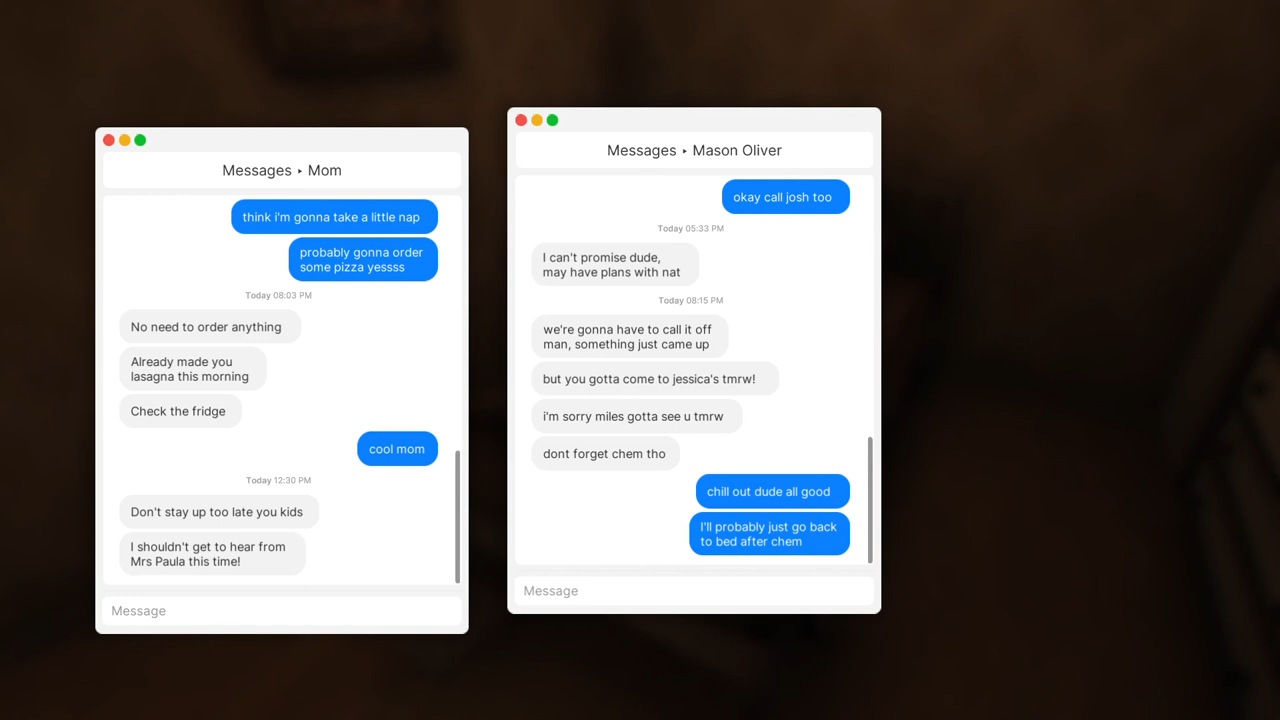 Messages ‣ Mom
think i'm gonna take a little nap
probably gonna order
some pizza yessss
Today 08:03 PM
No need to order anything
Already made you
lasagna this morning
Check the fridge
cool mom
Today 12:30 PM
Don't stay up too late you kids
I shouldn't get to hear from
Mrs Paula this time!
Message
Messages ‣ Mason Oliver
okay call josh too
Today 05:33 PM
I can't promise dude,
may have plans with nat
Today 08:15 PM
we're gonna have to call it off
man, something just came up
but you gotta come to jessica's tmrw!
i'm sorry miles gotta see u tmrw
dont forget chem tho
chill out dude all good
I'll probably just go back
to bed after chem
Message